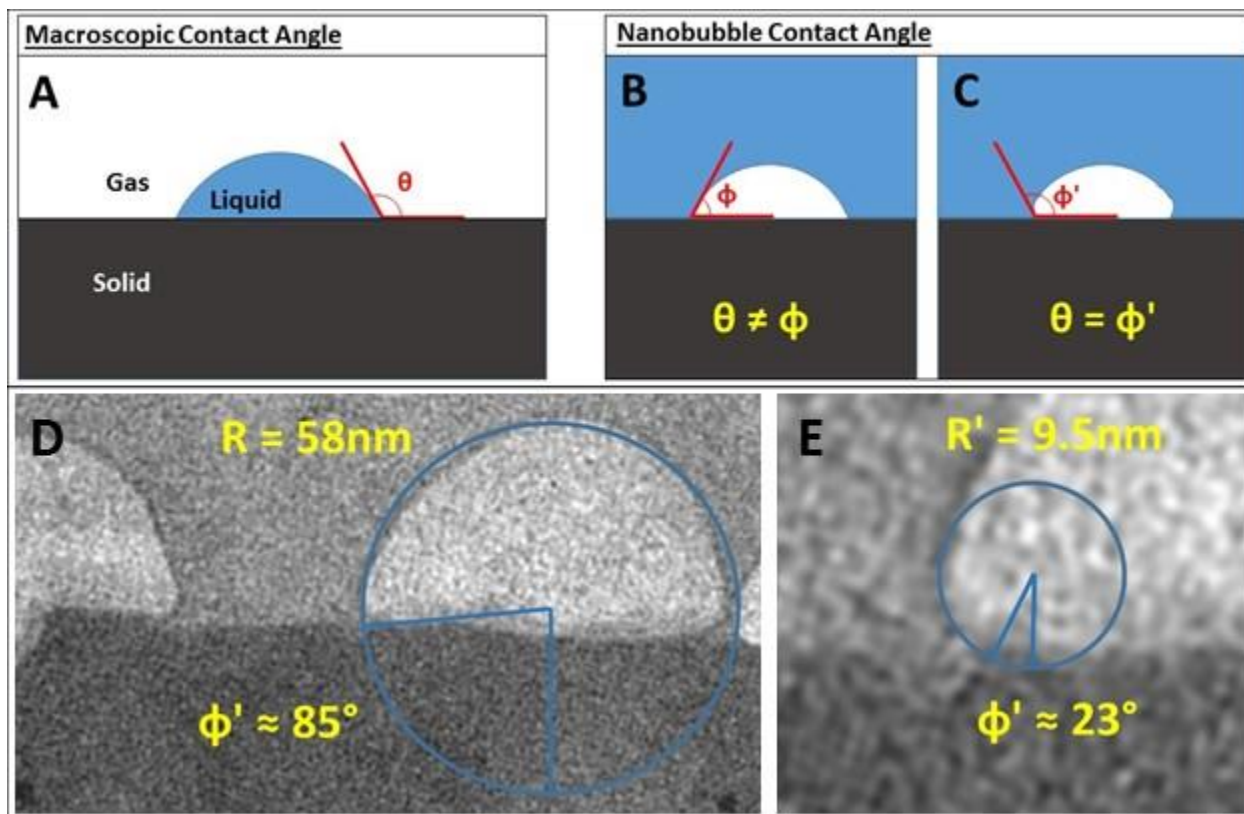 Macroscopic Contact Angle
Nanobubble Contact Angle
A
Gas
Liquid
θ
Solid
B
ϕ
θ ≠ ϕ
C
ϕ'
θ = ϕ'
D
R = 58nm
ϕ' ≈ 85°
E
R' = 9.5nm
ϕ' ≈ 23°